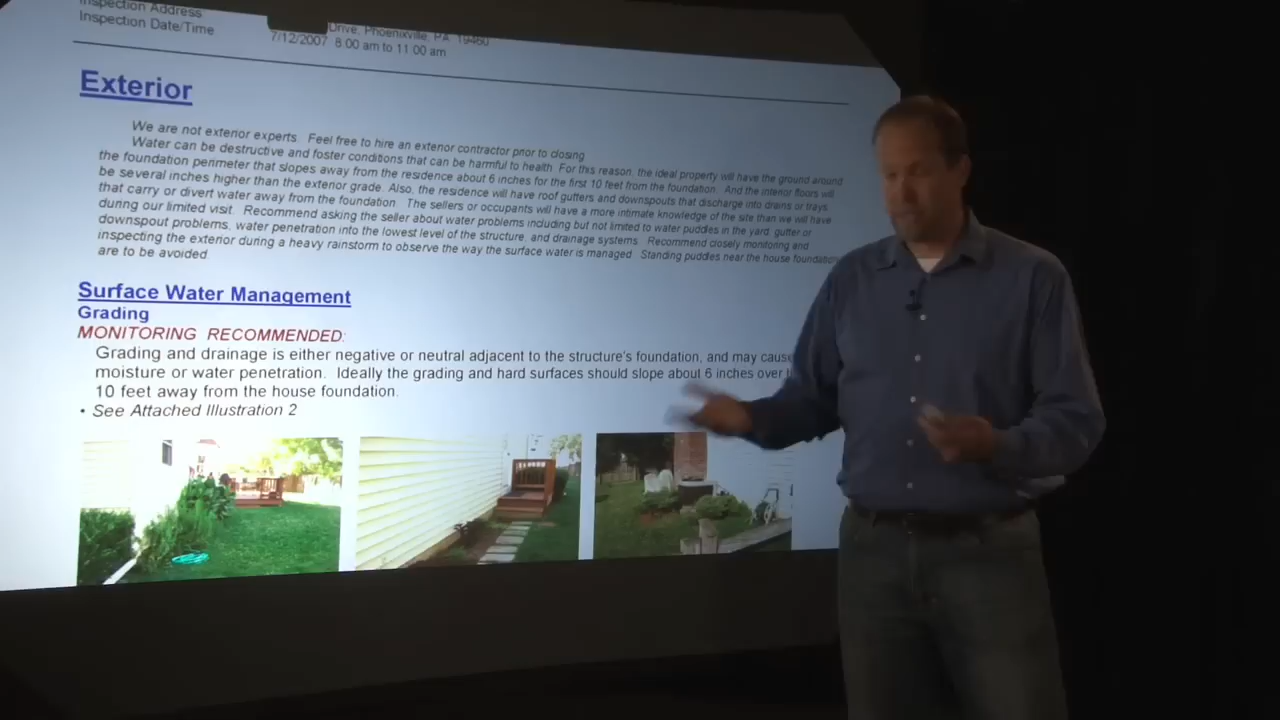 Inspection Address
Drive, Phoenixville, PA 19460
Inspection Date/Time
7/12/2007 8:00 am to 11:00 am
Exterior
We are not exterior experts. Feel free to hire an exterior contractor prior to closing
Water can be destructive and foster conditions that can be harmful to health. For this reason, the ideal property will have the ground around
the foundation perimeter that slopes away from the residence about 6 inches for the first 10 feet from the foundation. And the interior floors will
be several inches higher than the exterior grade. Also, the residence will have roof gutters and downspouts that discharge into drains or trays
that carry or divert water away from the foundation. The sellers or occupants will have a more intimate knowledge of the site than we will have
during our limited visit. Recommend asking the seller about water problems including but not limited to water puddles in the yard, gutter or
downspout problems, water penetration into the lowest level of the structure, and drainage systems. Recommend closely monitoring and
inspecting the exterior during a heavy rainstorm to observe the way the surface water is managed. Standing puddles near the house foundation
are to be avoided.
Surface Water Management
Grading
MONITORING RECOMMENDED:
Grading and drainage is either negative or neutral adjacent to the structure's foundation, and may cause
moisture or water penetration. Ideally the grading and hard surfaces should slope about 6 inches over
10 feet away from the house foundation.
• See Attached Illustration 2